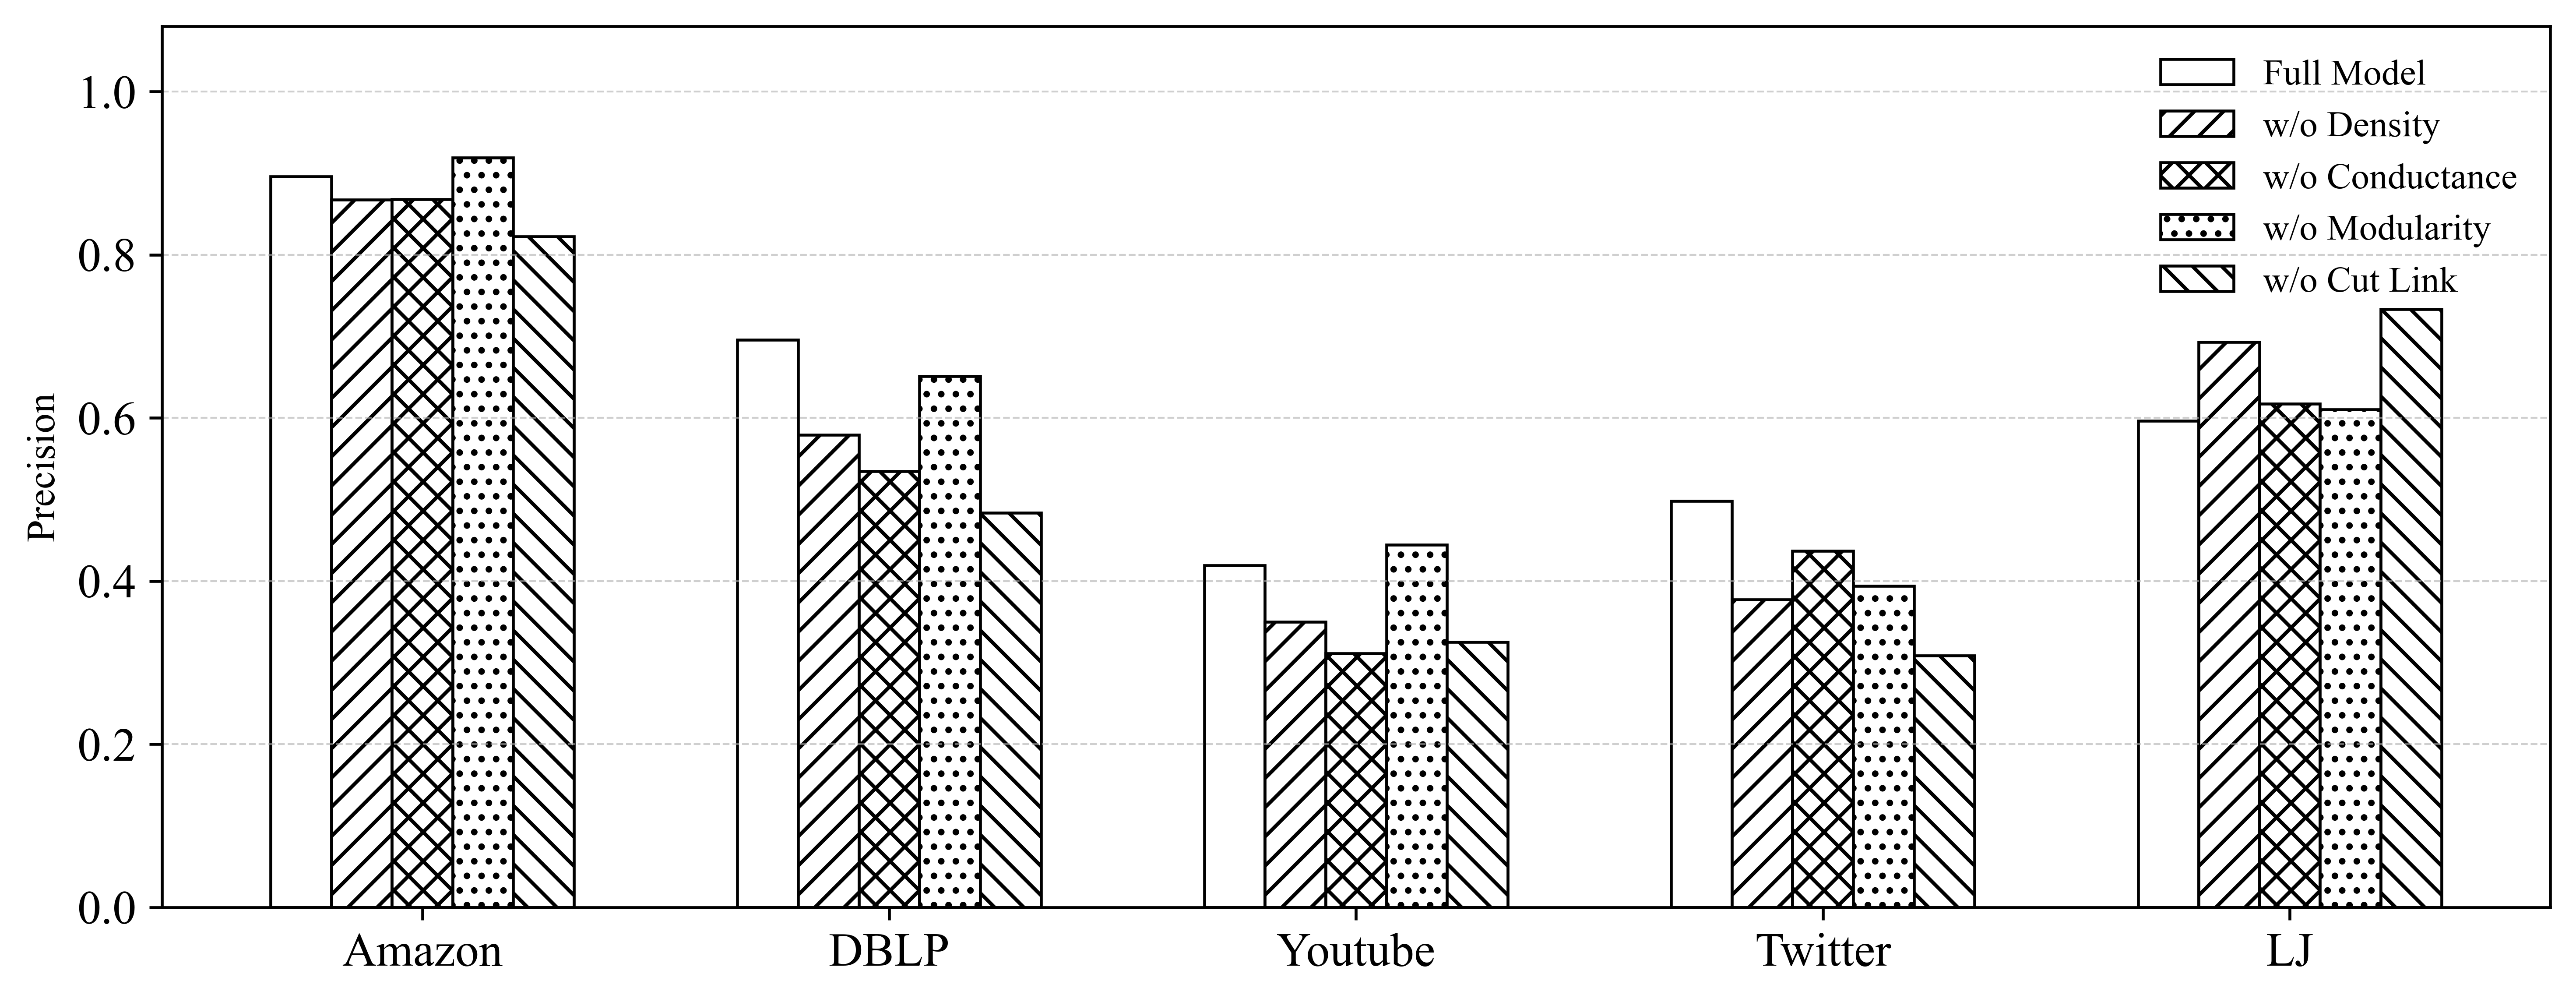 Precision
1.0
0.8
0.6
0.4
0.2
0.0
Full Model
w/o Density
w/o Conductance
w/o Modularity
w/o Cut Link
Amazon DBLP Youtube Twitter LJ